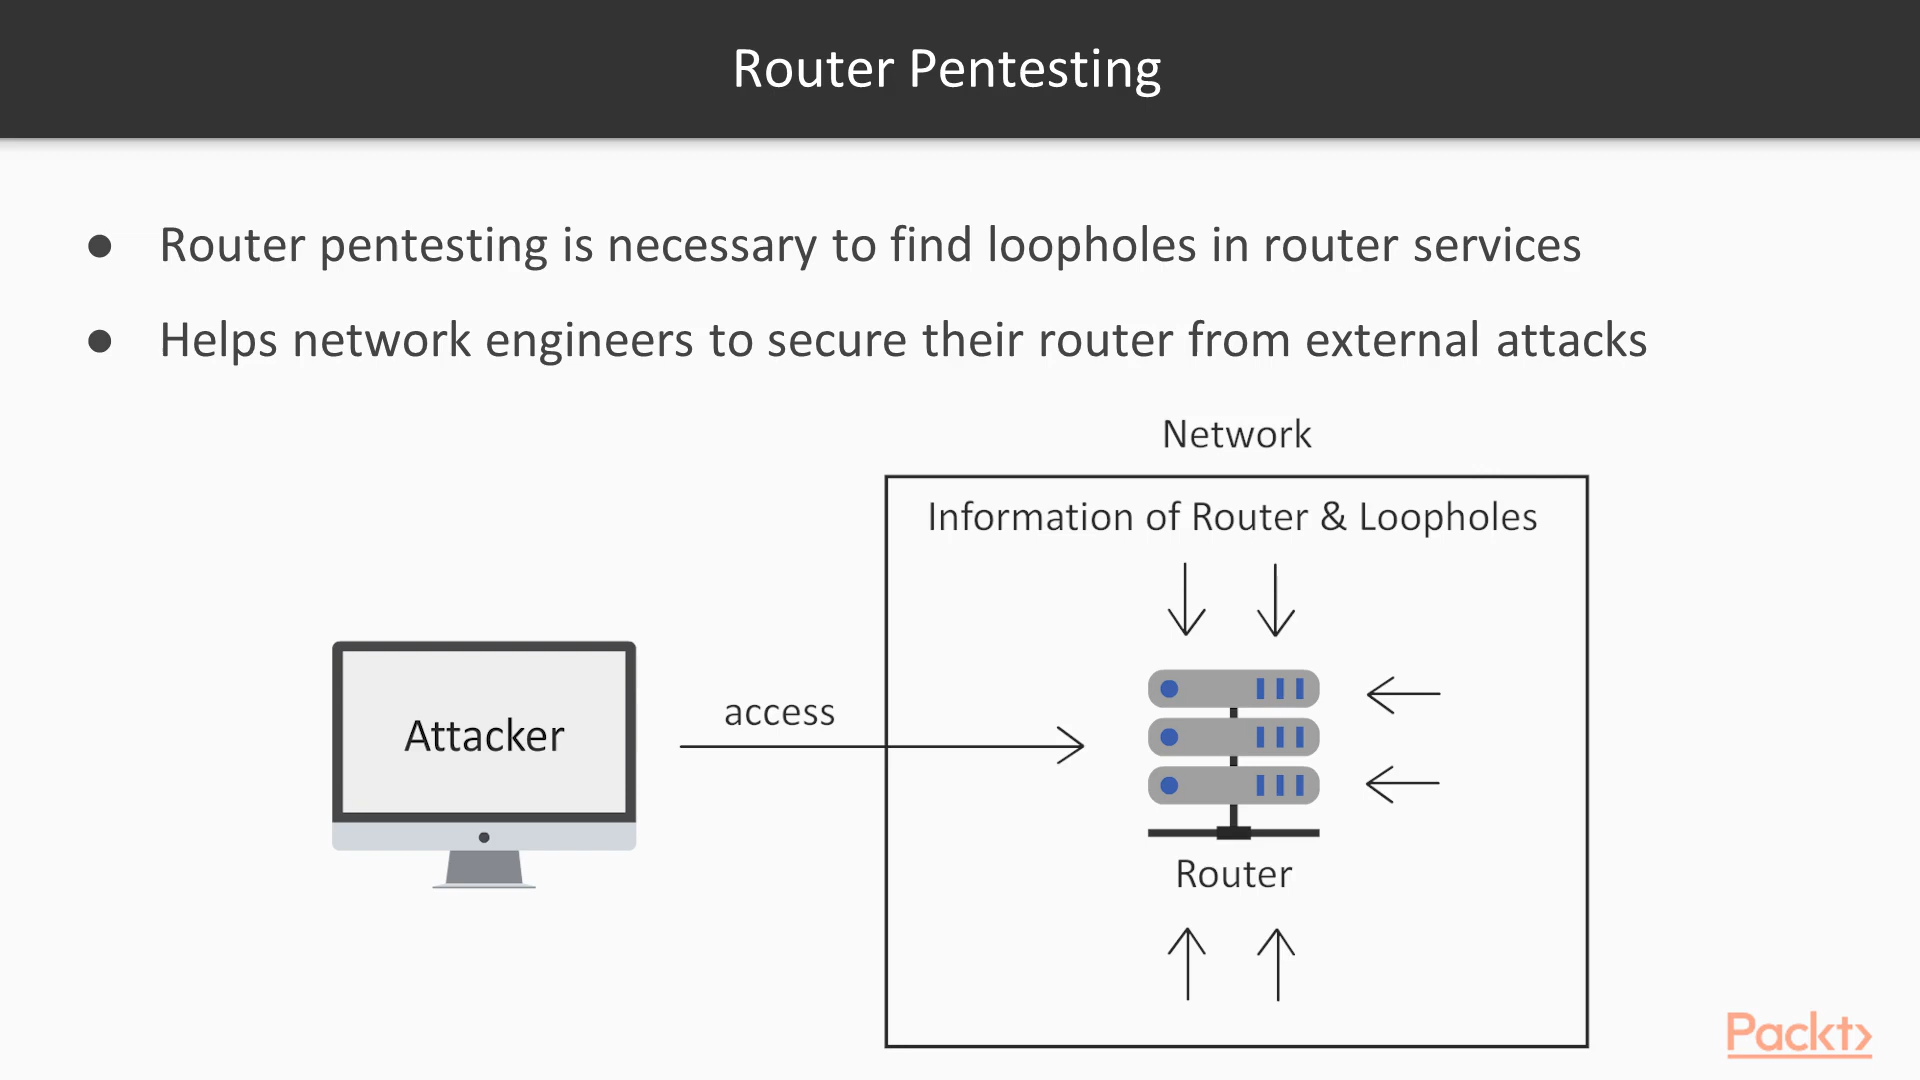 Router Pentesting
● Router pentesting is necessary to find loopholes in router services
● Helps network engineers to secure their router from external attacks
Network
Information of Router & Loopholes
Attacker
access
Router
Packt>